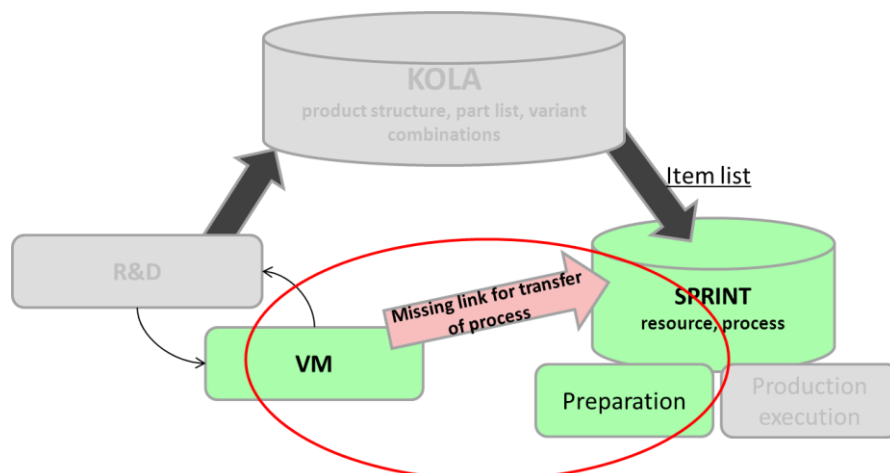 KOLA
product structure, part list, variant
combinations
Item list
R&D
Missing link for transfer
of process
SPRINT
resource, process
VM
Preparation
Production
execution